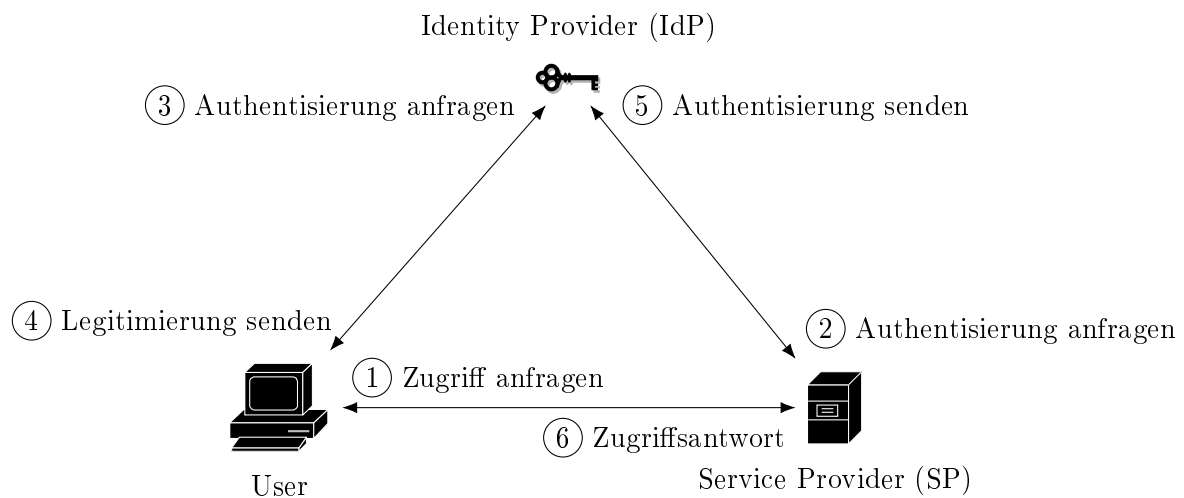 Identity Provider (IdP)
3 Authentisierung anfragen
5 Authentisierung senden
4 Legitimierung senden
2 Authentisierung anfragen
1 Zugriff anfragen
6 Zugriffsantwort
User
Service Provider (SP)